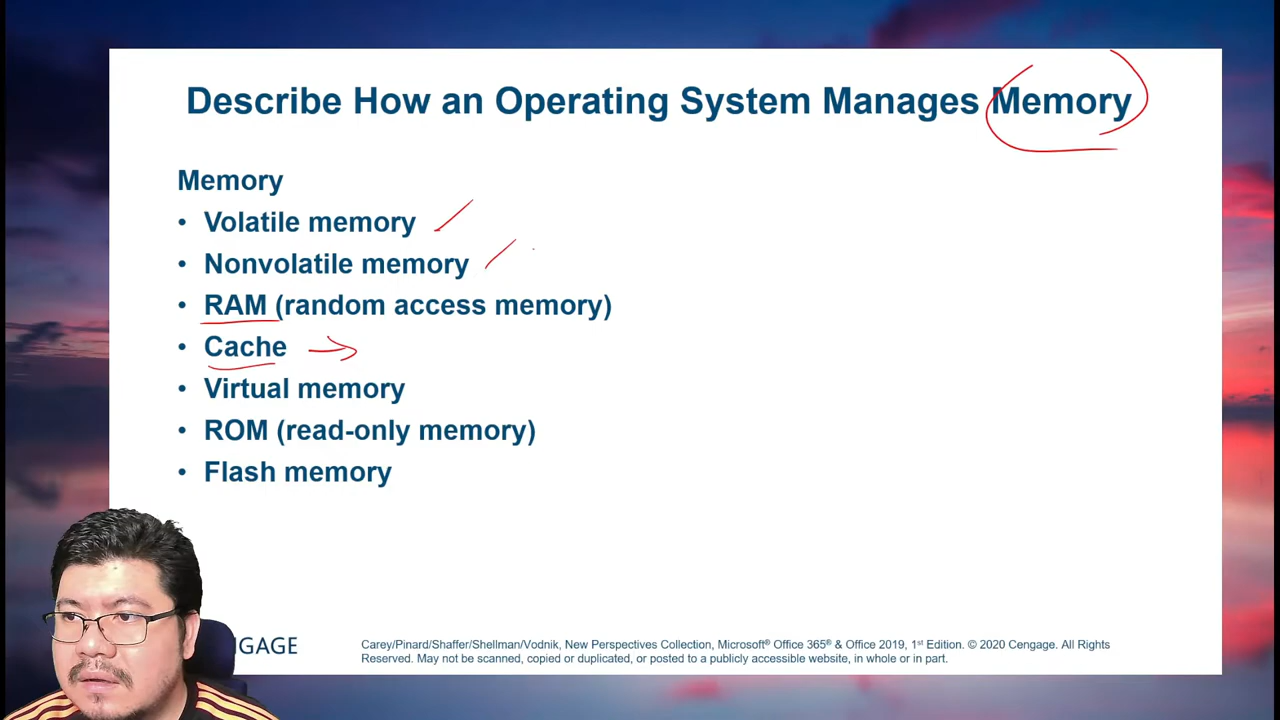 Describe How an Operating System Manages Memory
Memory
• Volatile memory
• Nonvolatile memory
• RAM (random access memory)
• Cache
• Virtual memory
• ROM (read-only memory)
• Flash memory
NGAGE
Carey/Pinard/Shaffer/Shellman/Vodnik, New Perspectives Collection, Microsoft® Office 365® & Office 2019, 1st Edition. © 2020 Cengage. All Rights
Reserved. May not be scanned, copied or duplicated, or posted to a publicly accessible website, in whole or in part.